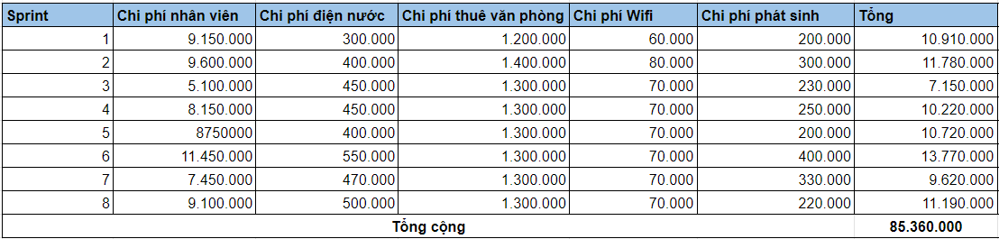 Sprint Chi phí nhân viên Chi phí điện nước Chi phí thuê văn phòng Chi phí Wifi Chi phí phát sinh Tổng
1 9.150.000 300.000 1.200.000 60.000 200.000 10.910.000
2 9.600.000 400.000 1.400.000 80.000 300.000 11.780.000
3 5.100.000 450.000 1.300.000 70.000 230.000 7.150.000
4 8.150.000 450.000 1.300.000 70.000 250.000 10.220.000
5 8750000 400.000 1.300.000 70.000 200.000 10.720.000
6 11.450.000 550.000 1.300.000 70.000 400.000 13.770.000
7 7.450.000 470.000 1.300.000 70.000 330.000 9.620.000
8 9.100.000 500.000 1.300.000 70.000 220.000 11.190.000
Tổng cộng 85.360.000